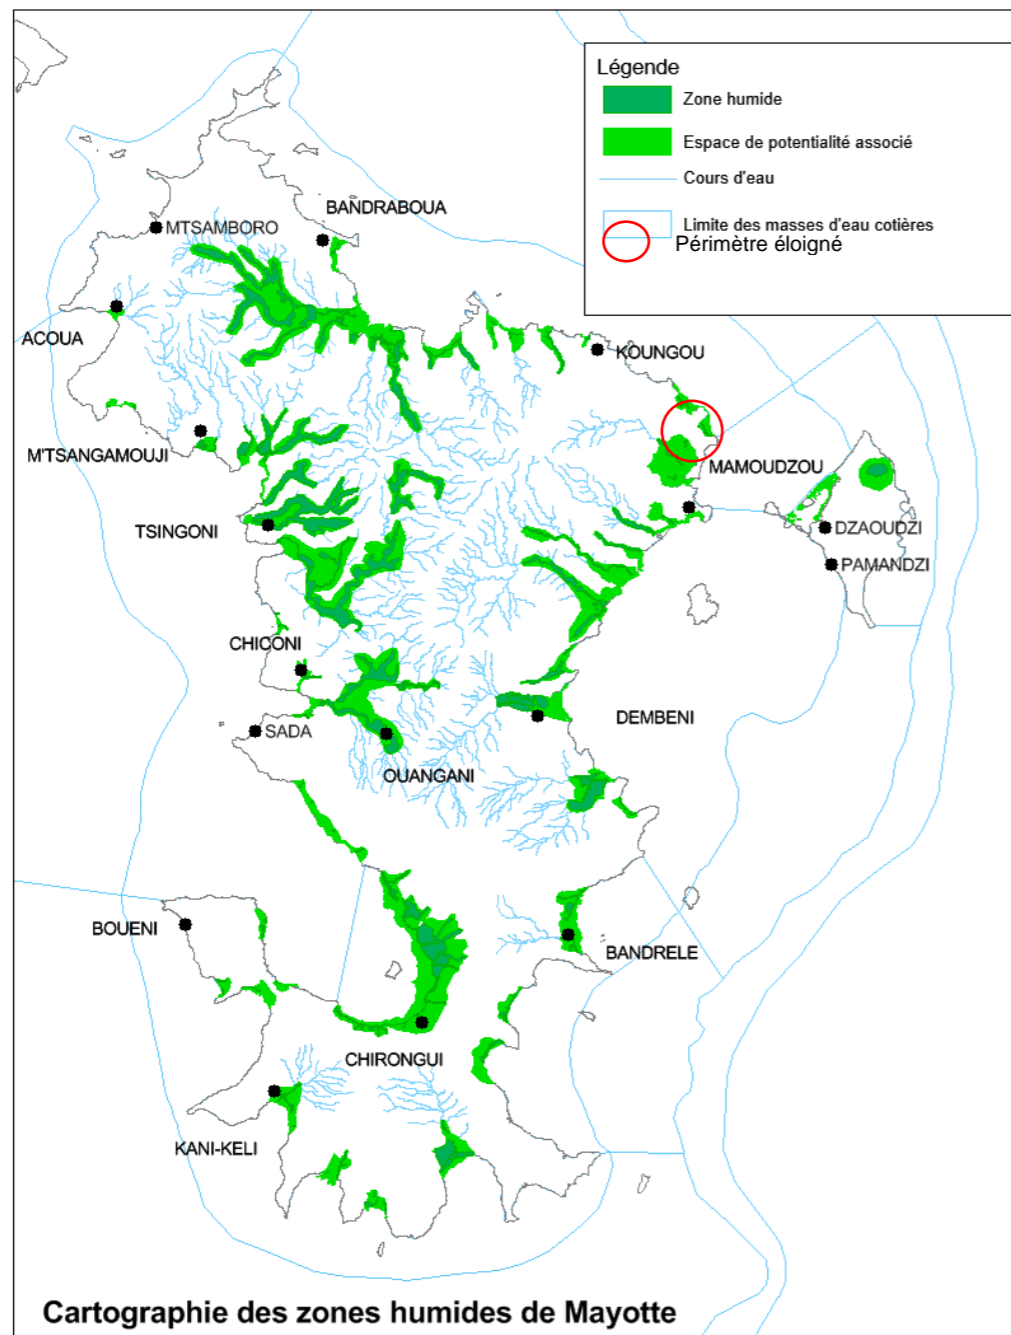 Légende
Zone humide
Espace de potentialité associé
Cours d'eau
Limite des masses d'eau cotières
Périmètre éloigné
BANDRABOUA
MTSAMBORO
ACOUA
KOUNGOU
M'TSANGAMOUJI
MAMOUDZOU
TSINGONI
DZAOUDZI
PAMANDZI
CHICONI
SADA
DEMBENI
OUANGANI
BOUENI
BANDRELE
CHIRONGUI
KANI-KELI
Cartographie des zones humides de Mayotte